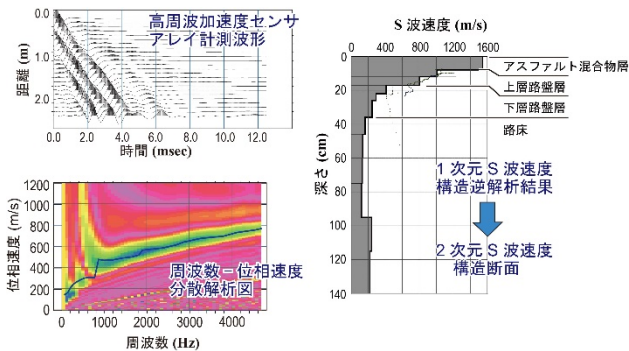 高周波加速度センサ
アレイ計測波形
距離 (m)
0.0
1.0
2.0
0.0 2.0 4.0 6.0 8.0 10.0 12.0
時間 (msec)
位相速度 (m/s)
1200
1000
800
600
400
200
0
周波数－位相速度
分散解析図
0 1000 2000 3000 4000
周波数 (Hz)
S 波速度 (m/s)
0 400 800 1200 1600
深さ (cm)
0
20
40
60
80
100
120
140
アスファルト混合物層
上層路盤層
下層路盤層
路床
1 次元 S 波速度
構造逆解析結果
2 次元 S 波速度
構造断面